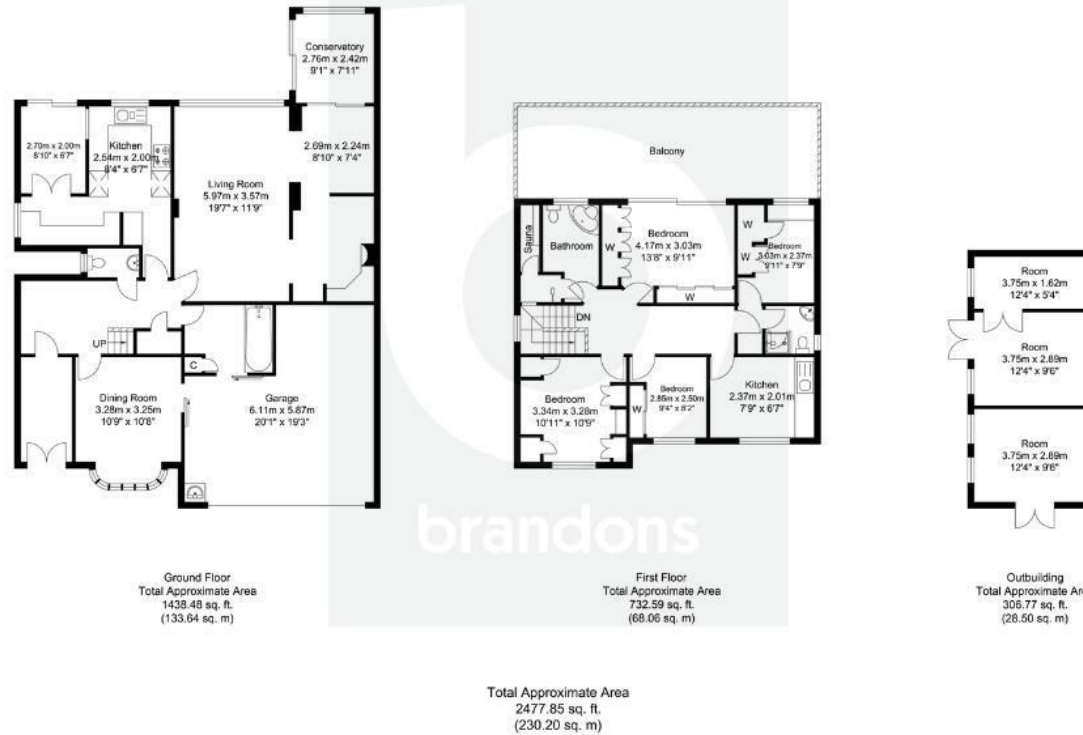 Conservatory
2.76m x 2.42m
9'1" x 7'11"
2.70m x 2.00m
8'10" x 6'7"
Kitchen
2.54m x 2.00m
8'4" x 6'7"
2.69m x 2.24m
8'10" x 7'4"
Living Room
5.97m x 3.57m
19'7" x 11'9"
UP
C
Dining Room
3.28m x 3.25m
10'9" x 10'8"
Garage
6.11m x 5.87m
20'1" x 19'3"
Ground Floor
Total Approximate Area
1438.48 sq. ft.
(133.64 sq. m)
Balcony
Sauna
Bathroom
W
Bedroom
4.17m x 3.03m
13'8" x 9'11"
W
W
W
Bedroom
3.03m x 2.37m
9'11" x 7'9"
DN
Bedroom
3.34m x 3.28m
10'11" x 10'9"
W
Bedroom
2.85m x 2.50m
9'4" x 8'2"
Kitchen
2.37m x 2.01m
7'9" x 6'7"
brandons
First Floor
Total Approximate Area
732.59 sq. ft.
(68.06 sq. m)
Room
3.75m x 1.62m
12'4" x 5'4"
Room
3.75m x 2.89m
12'4" x 9'6"
Room
3.75m x 2.89m
12'4" x 9'6"
Outbuilding
Total Approximate Are
306.77 sq. ft.
(28.50 sq. m)
Total Approximate Area
2477.85 sq. ft.
(230.20 sq. m)